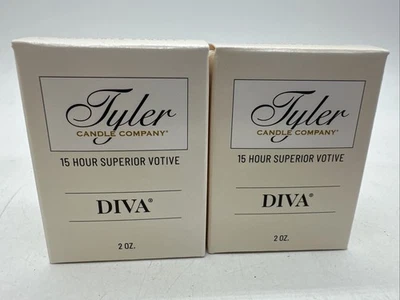 Tyler
CANDLE COMPANY®
15 HOUR SUPERIOR VOTIVE
DIVA®
2 OZ.
Tyler
CANDLE COMPANY®
15 HOUR SUPERIOR VOTIVE
DIVA®
2 OZ.